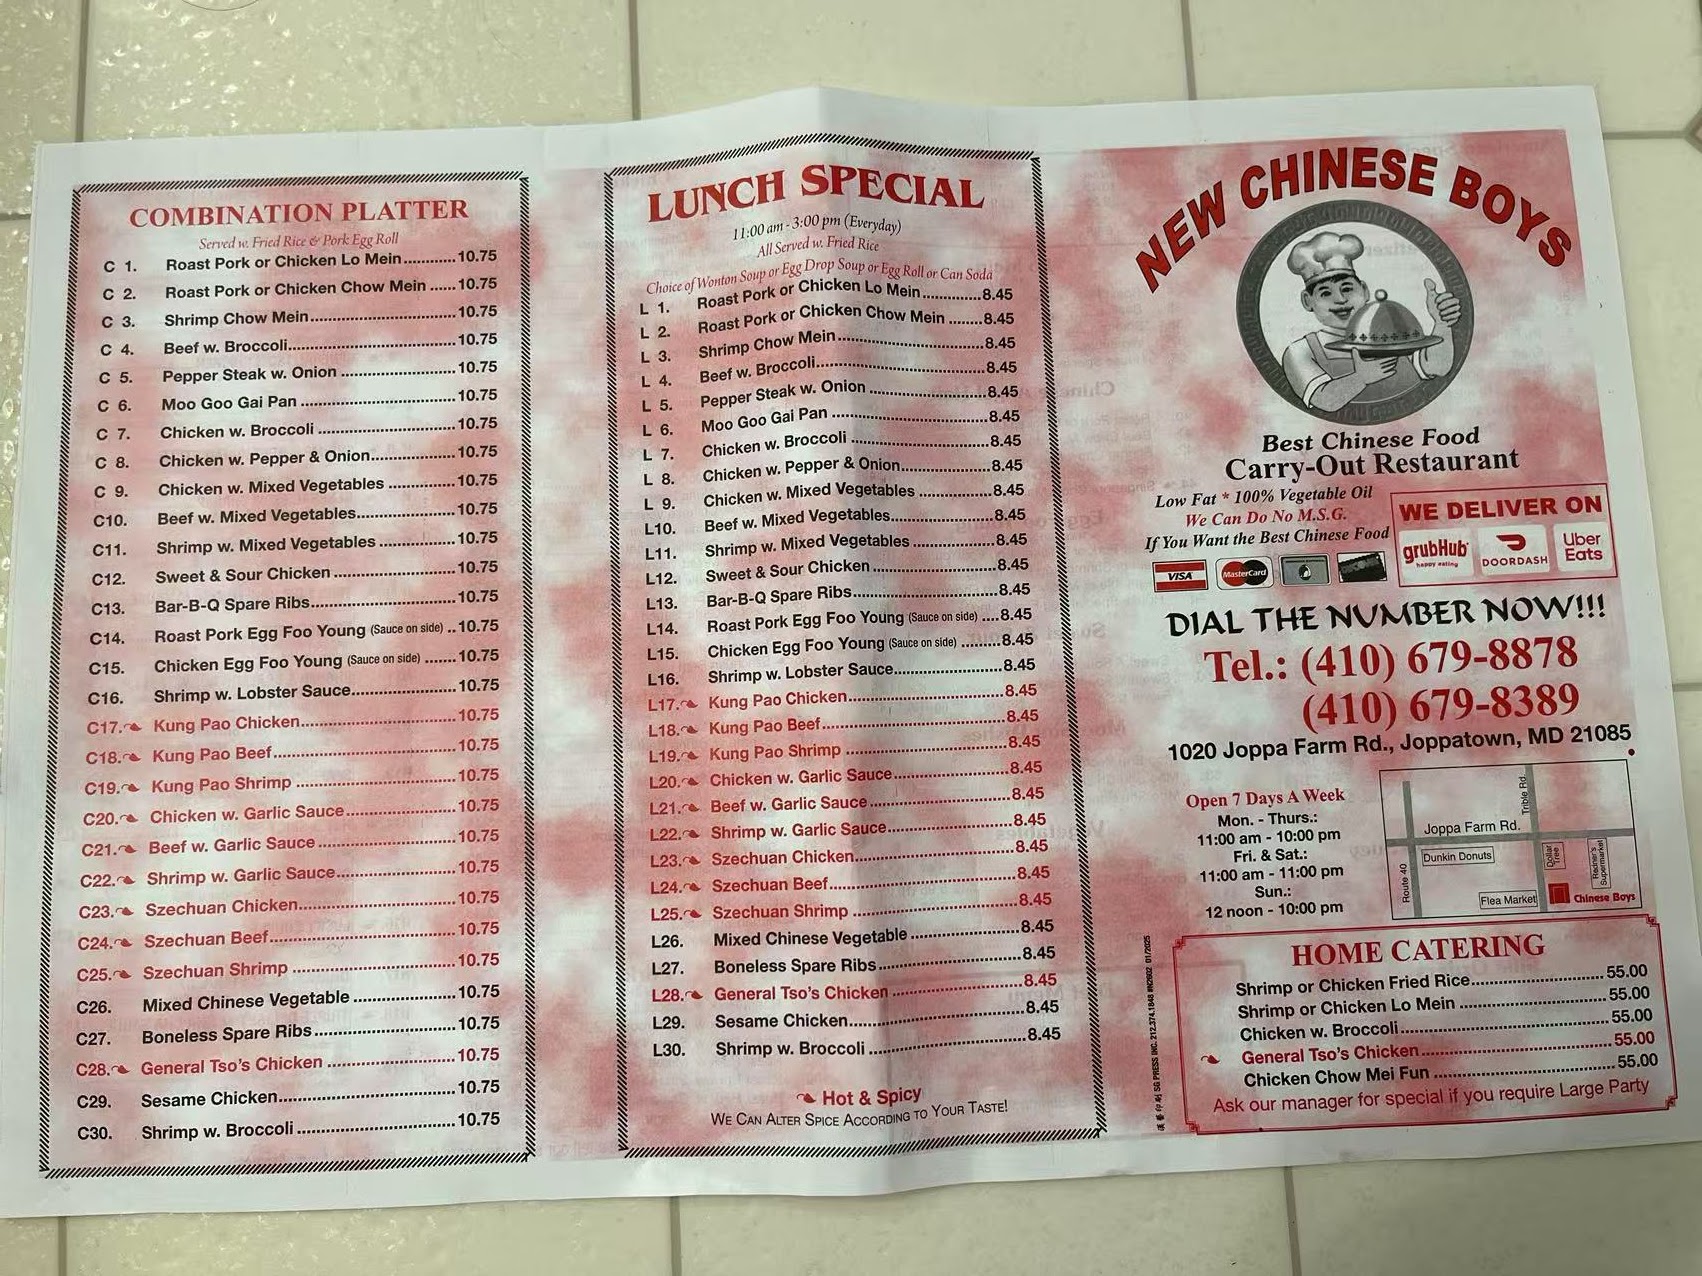 COMBINATION PLATTER
Served w. Fried Rice & Pork Egg Roll
C 1. Roast Pork or Chicken Lo Mein............10.75
C 2. Roast Pork or Chicken Chow Mein ......10.75
C 3. Shrimp Chow Mein..................10.75
C 4. Beef w. Broccoli..................10.75
C 5. Pepper Steak w. Onion ..................10.75
C 6. Moo Goo Gai Pan ..................10.75
C 7. Chicken w. Broccoli ..................10.75
C 8. Chicken w. Pepper & Onion..................10.75
C 9. Chicken w. Mixed Vegetables ............10.75
C10. Beef w. Mixed Vegetables..................10.75
C11. Shrimp w. Mixed Vegetables ..............10.75
C12. Sweet & Sour Chicken ..................10.75
C13. Bar-B-Q Spare Ribs..................10.75
C14. Roast Pork Egg Foo Young (Sauce on side) ..10.75
C15. Chicken Egg Foo Young (Sauce on side) .......10.75
C16. Shrimp w. Lobster Sauce..................10.75
C17. Kung Pao Chicken..................10.75
C18. Kung Pao Beef..................10.75
C19. Kung Pao Shrimp ..................10.75
C20. Chicken w. Garlic Sauce..................10.75
C21. Beef w. Garlic Sauce ..................10.75
C22. Shrimp w. Garlic Sauce..................10.75
C23. Szechuan Chicken..................10.75
C24. Szechuan Beef..................10.75
C25. Szechuan Shrimp ..................10.75
C26. Mixed Chinese Vegetable ..................10.75
C27. Boneless Spare Ribs ..................10.75
C28. General Tso's Chicken ..................10.75
C29. Sesame Chicken..................10.75
C30. Shrimp w. Broccoli ..................10.75
LUNCH SPECIAL
11:00 am - 3:00 pm (Everyday)
All Served w. Fried Rice
Choice of Wonton Soup or Egg Drop Soup or Egg Roll or Can Soda
L 1. Roast Pork or Chicken Lo Mein.............8.45
L 2. Roast Pork or Chicken Chow Mein .......8.45
L 3. Shrimp Chow Mein..................8.45
L 4. Beef w. Broccoli..................8.45
L 5. Pepper Steak w. Onion ..................8.45
L 6. Moo Goo Gai Pan ..................8.45
L 7. Chicken w. Broccoli ..................8.45
L 8. Chicken w. Pepper & Onion..................8.45
L 9. Chicken w. Mixed Vegetables ..............8.45
L10. Beef w. Mixed Vegetables..................8.45
L11. Shrimp w. Mixed Vegetables ...............8.45
L12. Sweet & Sour Chicken ..................8.45
L13. Bar-B-Q Spare Ribs..................8.45
L14. Roast Pork Egg Foo Young (Sauce on side) ....8.45
L15. Chicken Egg Foo Young (Sauce on side) .........8.45
L16. Shrimp w. Lobster Sauce..................8.45
L17. Kung Pao Chicken..................8.45
L18. Kung Pao Beef..................8.45
L19. Kung Pao Shrimp ..................8.45
L20. Chicken w. Garlic Sauce..................8.45
L21. Beef w. Garlic Sauce ..................8.45
L22. Shrimp w. Garlic Sauce..................8.45
L23. Szechuan Chicken..................8.45
L24. Szechuan Beef..................8.45
L25. Szechuan Shrimp ..................8.45
L26. Mixed Chinese Vegetable ..................8.45
L27. Boneless Spare Ribs..................8.45
L28. General Tso's Chicken ..................8.45
L29. Sesame Chicken..................8.45
L30. Shrimp w. Broccoli ..................8.45
Hot & Spicy
WE CAN ALTER SPICE ACCORDING TO YOUR TASTE!
NEW CHINESE BOYS
Best Chinese Food
Carry-Out Restaurant
Low Fat * 100% Vegetable Oil
We Can Do No M.S.G.
If You Want the Best Chinese Food
VISA
MasterCard
WE DELIVER ON
GRUBHUB
happy eating
DOORDASH
Uber
Eats
DIAL THE NUMBER NOW!!!
Tel.: (410) 679-8878
(410) 679-8389
1020 Joppa Farm Rd., Joppatown, MD 21085
Open 7 Days A Week
Mon. - Thurs.:
11:00 am - 10:00 pm
Fri. & Sat.:
11:00 am - 11:00 pm
Sun.:
12 noon - 10:00 pm
Trible Rd.
Joppa Farm Rd.
Route 40
Dunkin Donuts
Dollar Tree
Redner's Supermarket
Flea Market
Chinese Boys
SG PRESS INC. 212.374.1848 #N2602 01/2025
HOME CATERING
Shrimp or Chicken Fried Rice..................55.00
Shrimp or Chicken Lo Mein ..................55.00
Chicken w. Broccoli..................55.00
General Tso's Chicken..................55.00
Chicken Chow Mei Fun ..................55.00
Ask our manager for special if you require Large Party